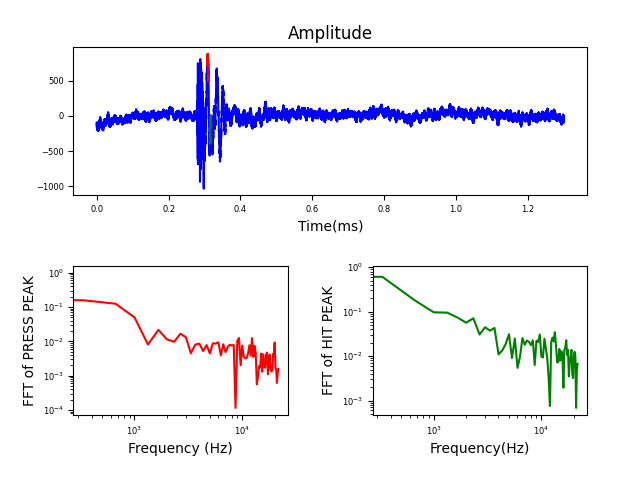 Amplitude
500
0
−500
−1000
0.0 0.2 0.4 0.6 0.8 1.0 1.2
Time(ms)
FFT of PRESS PEAK
10⁰
10⁻¹
10⁻²
10⁻³
10⁻⁴
10³ 10⁴
Frequency (Hz)
FFT of HIT PEAK
10⁰
10⁻¹
10⁻²
10⁻³
10³ 10⁴
Frequency(Hz)